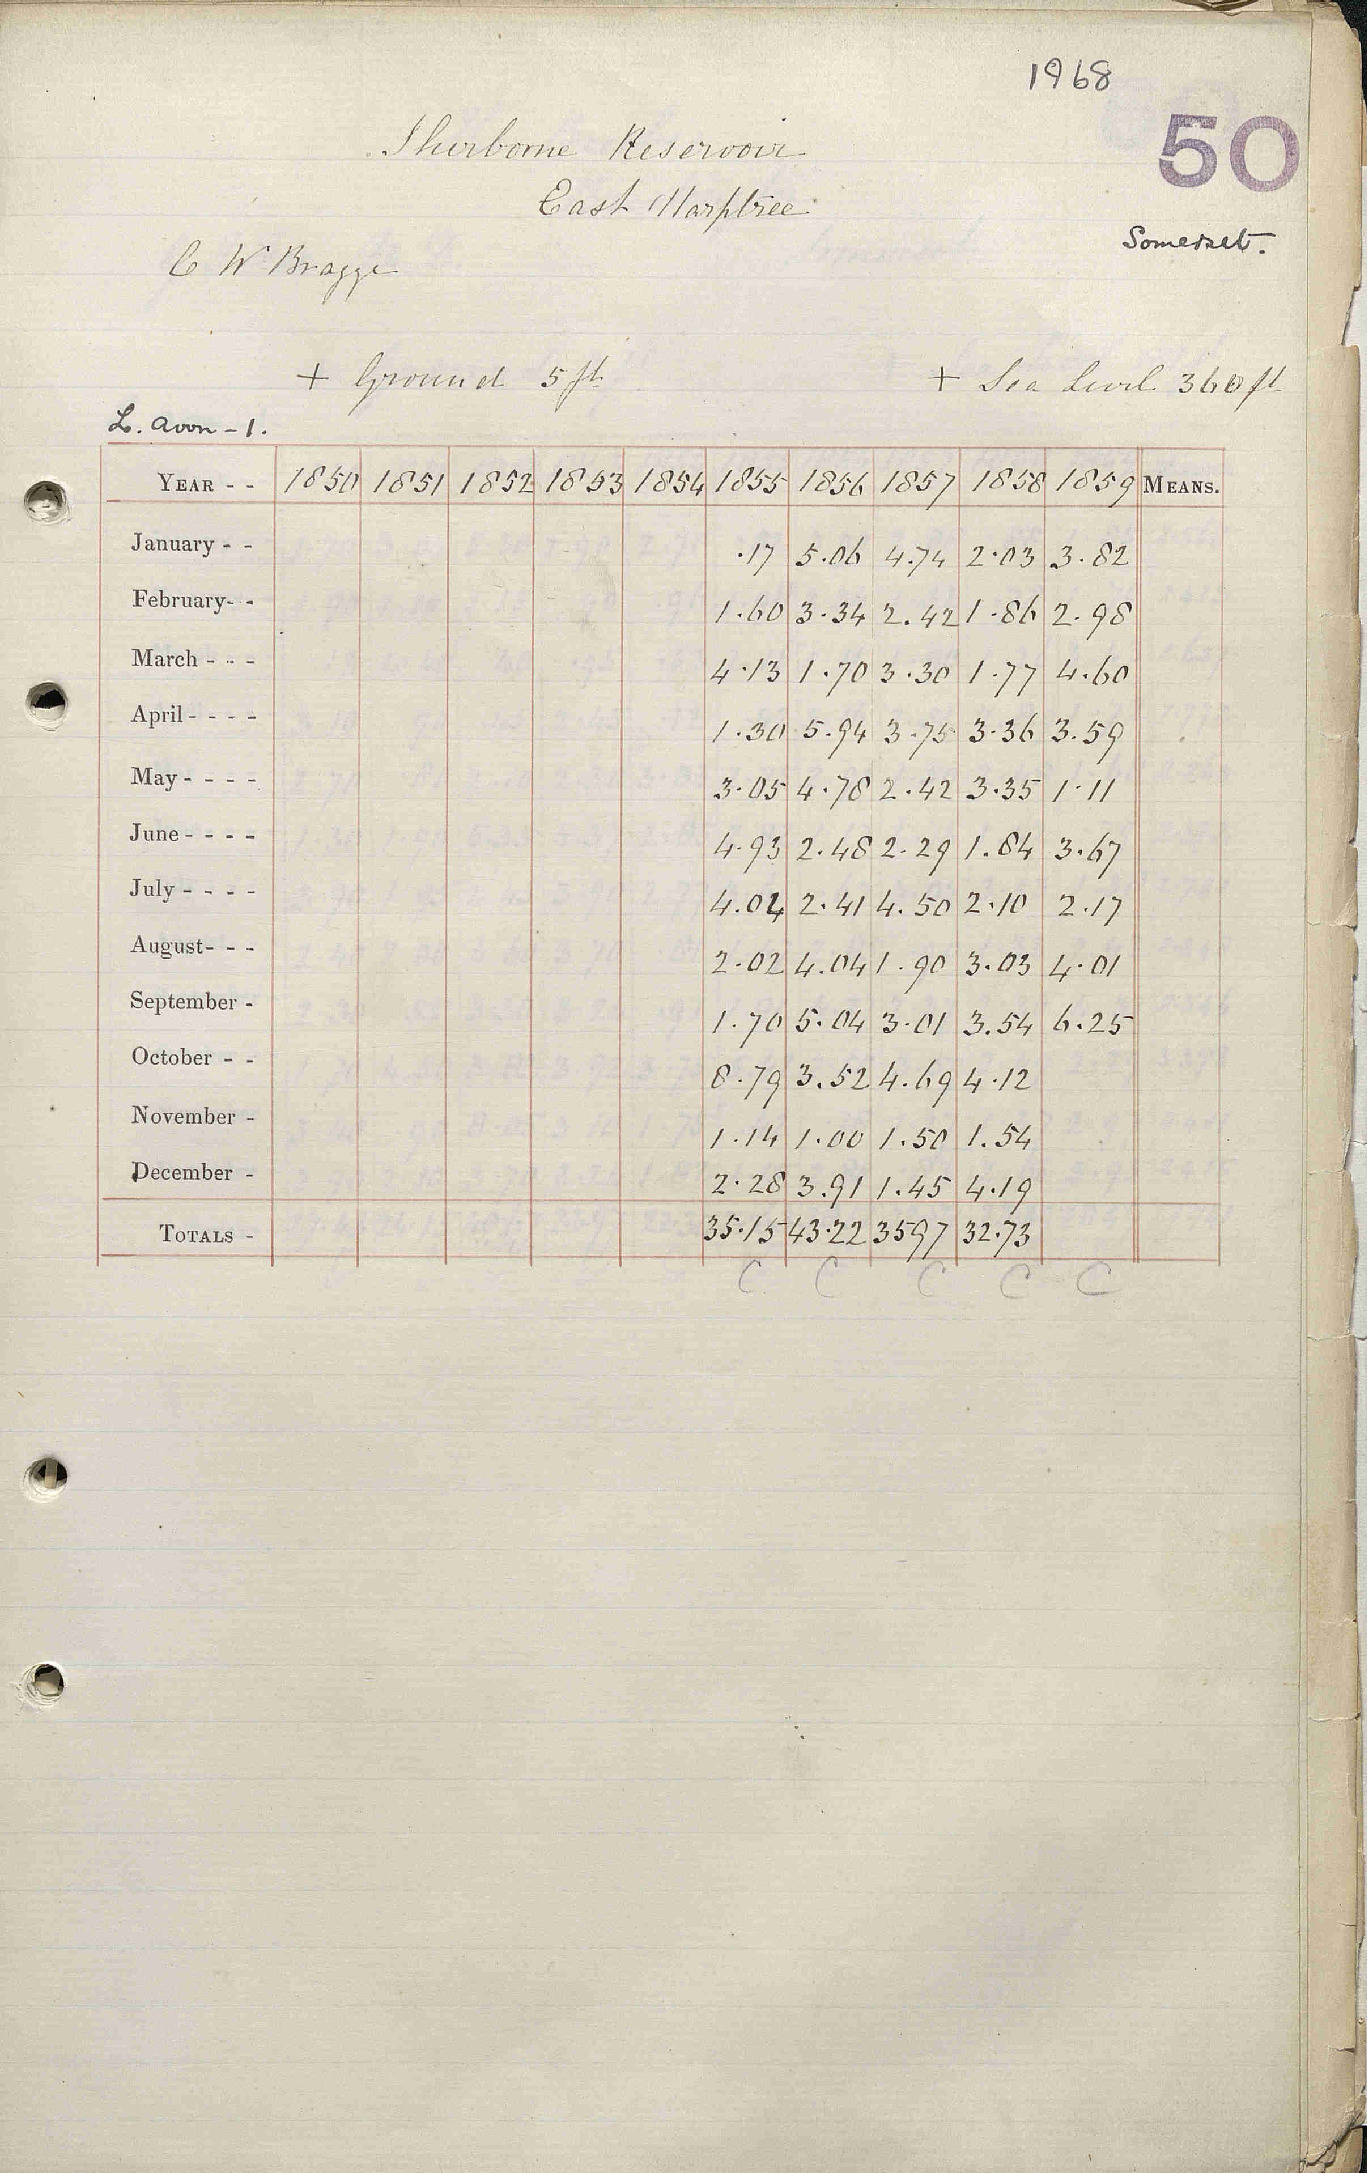 1968
50
Sherborne Reservoir
East Harptree
Somerset.
C W Bragge
+ Ground 5 ft + Sea Level 360 ft
L. Avon - 1.
YEAR - - 1850 1851 1852 1853 1854 1855 1856 1857 1858 1859 MEANS.
January - - .17 5.06 4.74 2.03 3.82
February - - 1.60 3.34 2.42 1.86 2.98
March - - - 4.13 1.70 3.30 1.77 4.60
April - - - - 1.30 5.94 3.75 3.36 3.59
May - - - - 3.05 4.78 2.42 3.35 1.11
June - - - - 4.93 2.48 2.29 1.84 3.67
July - - - - 4.04 2.41 4.50 2.10 2.17
August - - - 2.02 4.04 1.90 3.03 4.01
September - 1.70 5.04 3.01 3.54 6.25
October - - 8.79 3.52 4.69 4.12
November - 1.14 1.00 1.50 1.54
December - 2.28 3.91 1.45 4.19
TOTALS - 35.15 43.22 3597 32.73
C C C C C